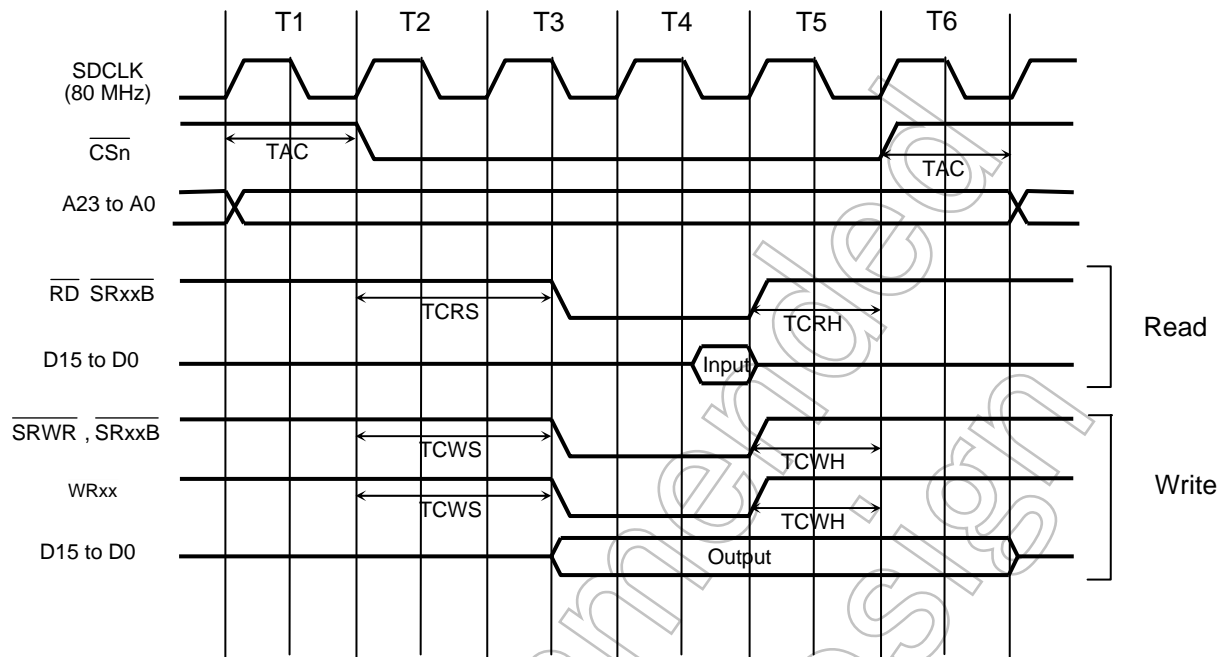 T1 T2 T3 T4 T5 T6
SDCLK
(80 MHz)
CSn
TAC
TAC
A23 to A0
RD SRxxB
TCRS
TCRH
Read
D15 to D0
Input
SRWR , SRxxB
TCWS
TCWH
WRxx
TCWS
TCWH
Write
D15 to D0
Output